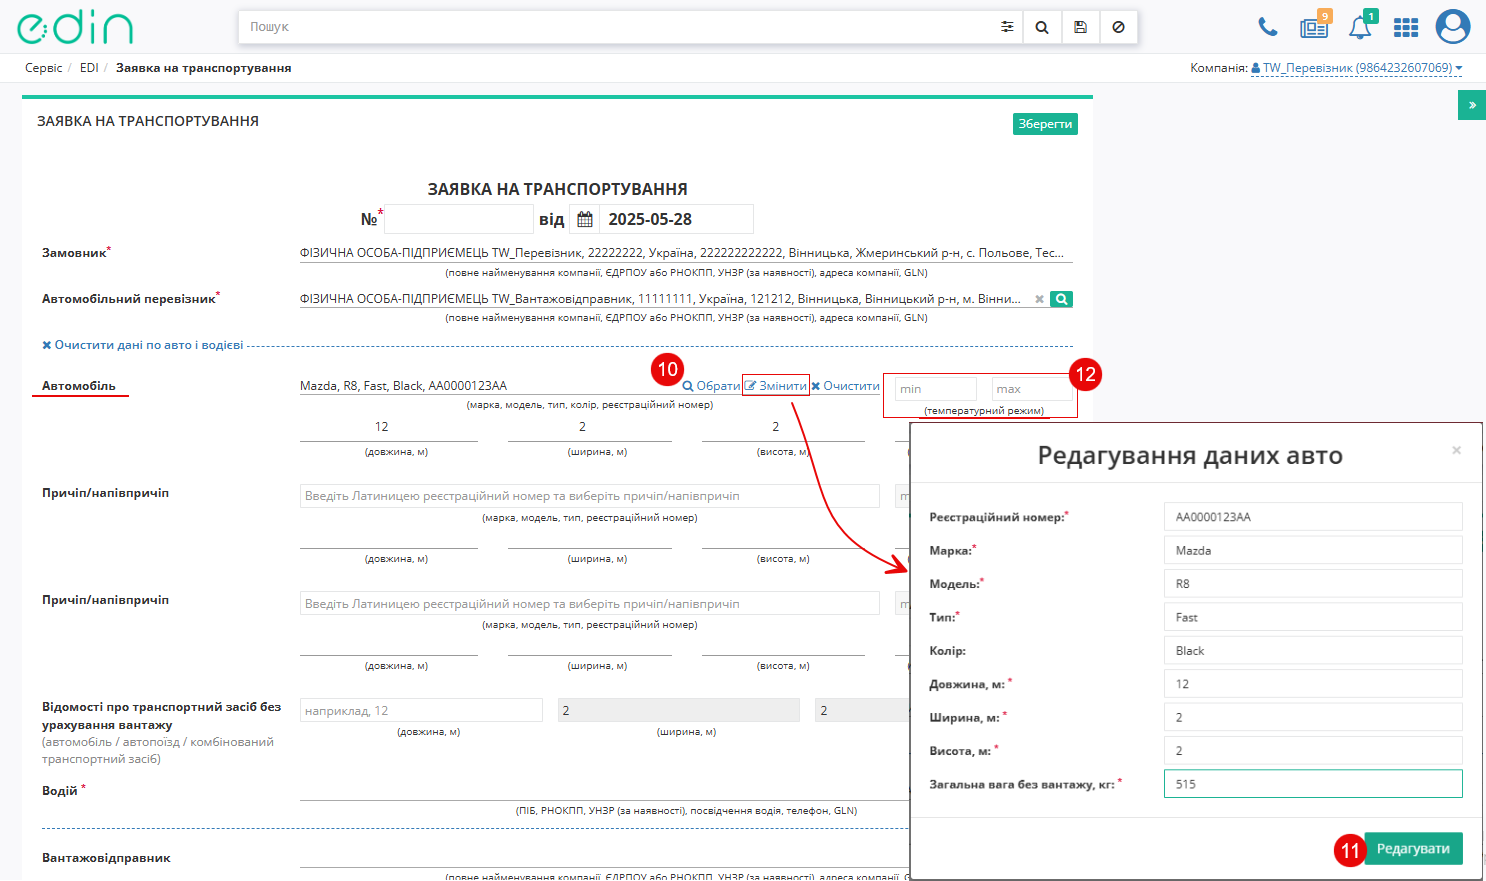 edin
Пошук
9
1
Сервіс / EDI / Заявка на транспортування
Компанія: TW_Перевізник (9864232607069)
»
ЗАЯВКА НА ТРАНСПОРТУВАННЯ
Зберегти
ЗАЯВКА НА ТРАНСПОРТУВАННЯ
№* від 2025-05-28
Замовник*
ФІЗИЧНА ОСОБА-ПІДПРИЄМЕЦЬ TW_Перевізник, 22222222, Україна, 222222222222, Вінницька, Жмеринський р-н, с. Польове, Тес...
(повне найменування компанії, ЄДРПОУ або РНОКПП, УНЗР (за наявності), адреса компанії, GLN)
Автомобільний перевізник*
ФІЗИЧНА ОСОБА-ПІДПРИЄМЕЦЬ TW_Вантажовідправник, 11111111, Україна, 121212, Вінницька, Вінницький р-н, м. Вінни...
(повне найменування компанії, ЄДРПОУ або РНОКПП, УНЗР (за наявності), адреса компанії, GLN)
Очистити дані по авто і водієві
10
12
Автомобіль
Mazda, R8, Fast, Black, AA0000123AA
Обрати Змінити Очистити
min max
(марка, модель, тип, колір, реєстраційний номер)
(температурний режим)
12 2 2
(довжина, м) (ширина, м) (висота, м)
Причіп/напівпричіп
Введіть Латиницею реєстраційний номер та виберіть причіп/напівпричіп
(марка, модель, тип, реєстраційний номер)
(довжина, м) (ширина, м) (висота, м)
Причіп/напівпричіп
Введіть Латиницею реєстраційний номер та виберіть причіп/напівпричіп
(марка, модель, тип, реєстраційний номер)
(довжина, м) (ширина, м) (висота, м)
Відомості про транспортний засіб без
урахування вантажу
(автомобіль / автопоїзд / комбінований
транспортний засіб)
наприклад, 12 2 2
(довжина, м) (ширина, м)
Водій *
(ПІБ, РНОКПП, УНЗР (за наявності), посвідчення водія, телефон, GLN)
Вантажовідправник
(повне найменування компанії, ЄДРПОУ або РНОКПП, УНЗР (за наявності), адреса компанії, G
Редагування даних авто
×
Реєстраційний номер:* AA0000123AA
Марка:* Mazda
Модель:* R8
Тип:* Fast
Колір: Black
Довжина, м: * 12
Ширина, м: * 2
Висота, м: * 2
Загальна вага без вантажу, кг: * 515
11
Редагувати